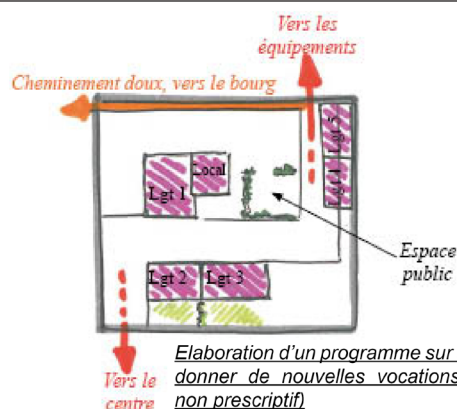 Vers les
équipements
Cheminement doux, vers le bourg
Lgt 5
Lgt 4
Local
Lgt 1
Espace
public
Lgt 2 Lgt 3
Vers le
centre
Elaboration d'un programme sur
donner de nouvelles vocations
non prescriptif)